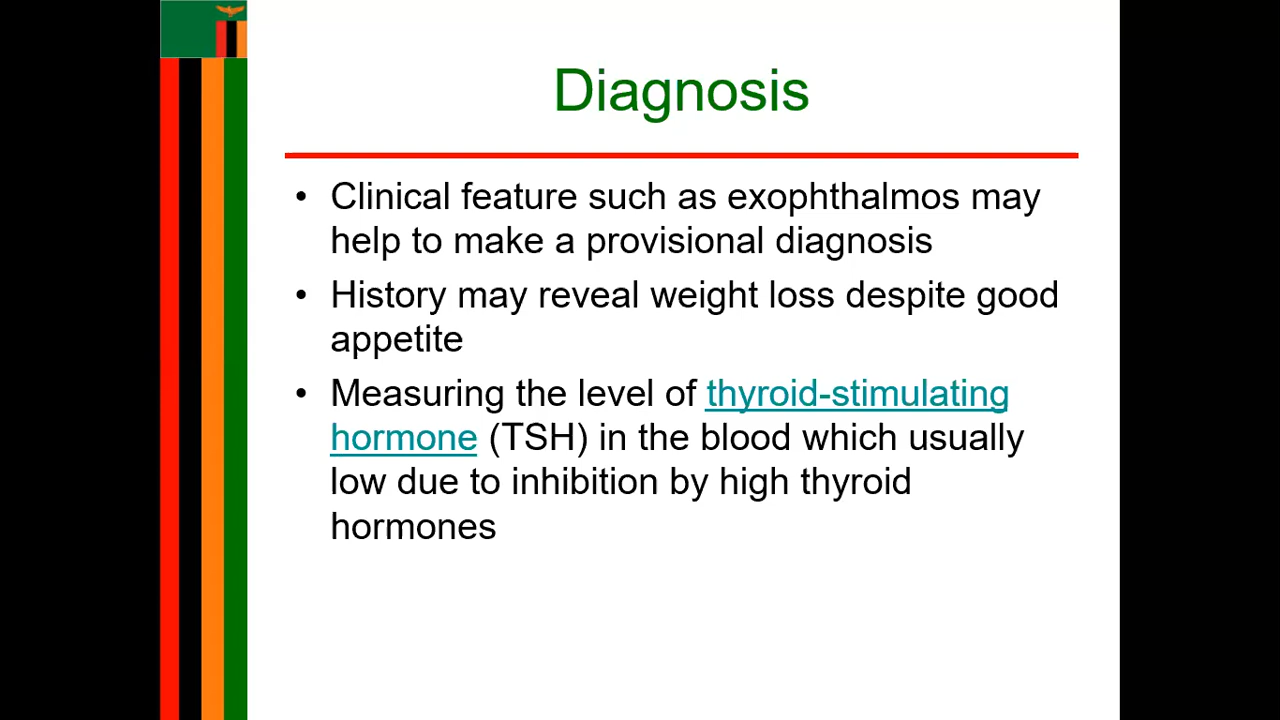 Diagnosis
• Clinical feature such as exophthalmos may
help to make a provisional diagnosis
• History may reveal weight loss despite good
appetite
• Measuring the level of thyroid-stimulating
hormone (TSH) in the blood which usually
low due to inhibition by high thyroid
hormones